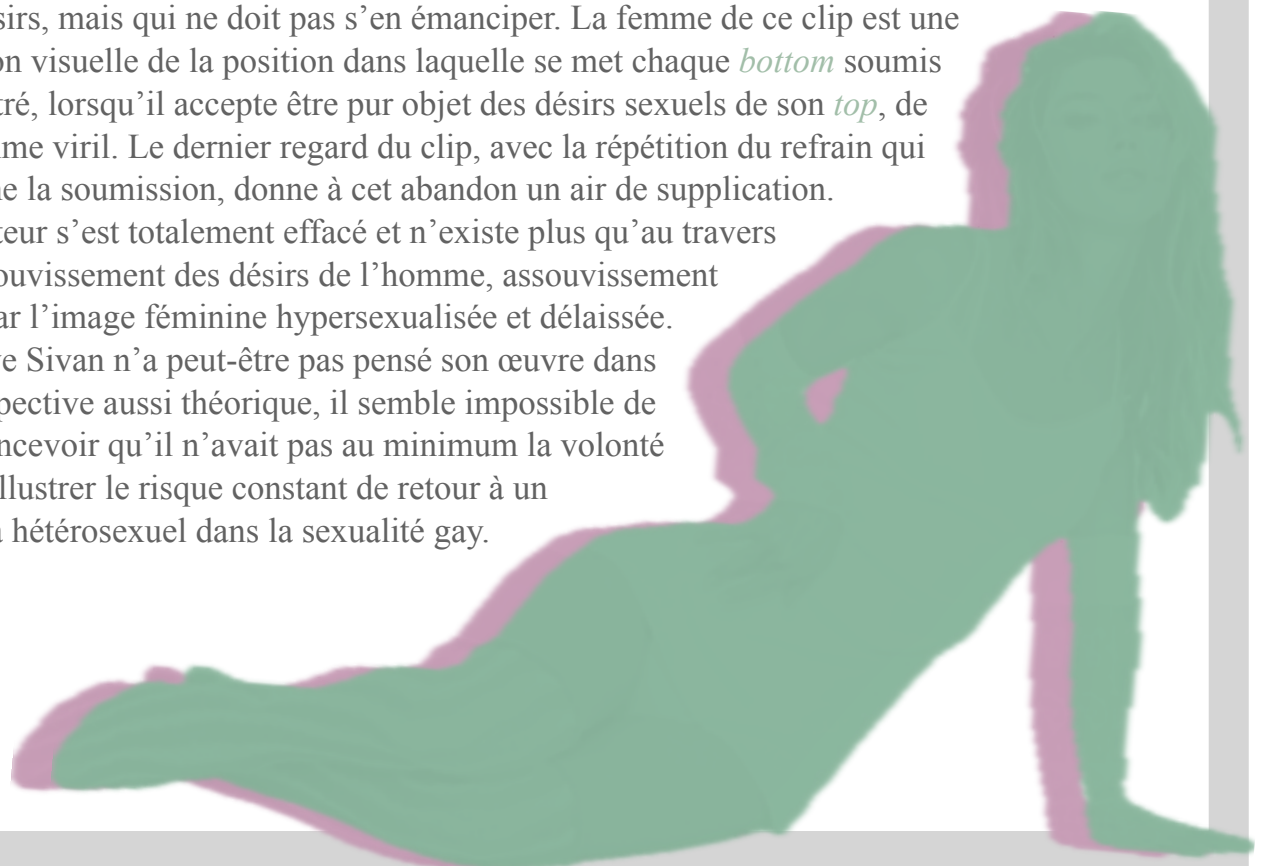 sirs, mais qui ne doit pas s’en émanciper. La femme de ce clip est une
on visuelle de la position dans laquelle se met chaque bottom soumis
tré, lorsqu’il accepte être pur objet des désirs sexuels de son top, de
me viril. Le dernier regard du clip, avec la répétition du refrain qui
e la soumission, donne à cet abandon un air de supplication.
teur s’est totalement effacé et n’existe plus qu’au travers
ouvissement des désirs de l’homme, assouvissement
ar l’image féminine hypersexualisée et délaissée.
e Sivan n’a peut-être pas pensé son œuvre dans
pective aussi théorique, il semble impossible de
ncevoir qu’il n’avait pas au minimum la volonté
llustrer le risque constant de retour à un
hétérosexuel dans la sexualité gay.